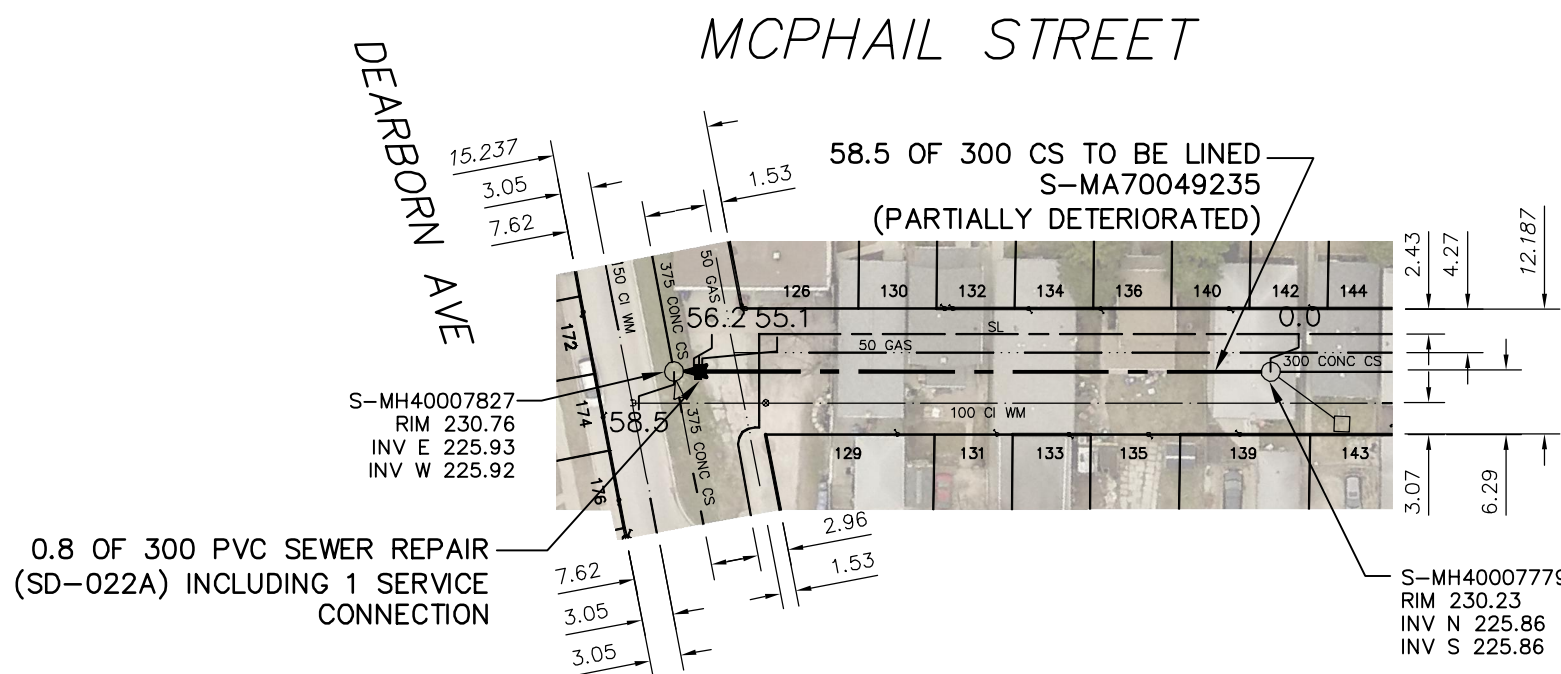 MCPHAIL STREET
DEARBORN AVE
15.237
3.05
7.62
1.53
58.5 OF 300 CS TO BE LINED
S-MA70049235
(PARTIALLY DETERIORATED)
2.43
4.27
12.187
150 CI WM
375 CONC CS
50 GAS
126
130
132
134
136
140
142
144
56.2
55.1
0.0
SL
50 GAS
300 CONC CS
172
174
176
S-MH40007827
RIM 230.76
INV E 225.93
INV W 225.92
58.5
375 CONC CS
100 CI WM
129
131
133
135
139
143
3.07
6.29
0.8 OF 300 PVC SEWER REPAIR
(SD-022A) INCLUDING 1 SERVICE
CONNECTION
2.96
1.53
7.62
3.05
3.05
S-MH40007779
RIM 230.23
INV N 225.86
INV S 225.86